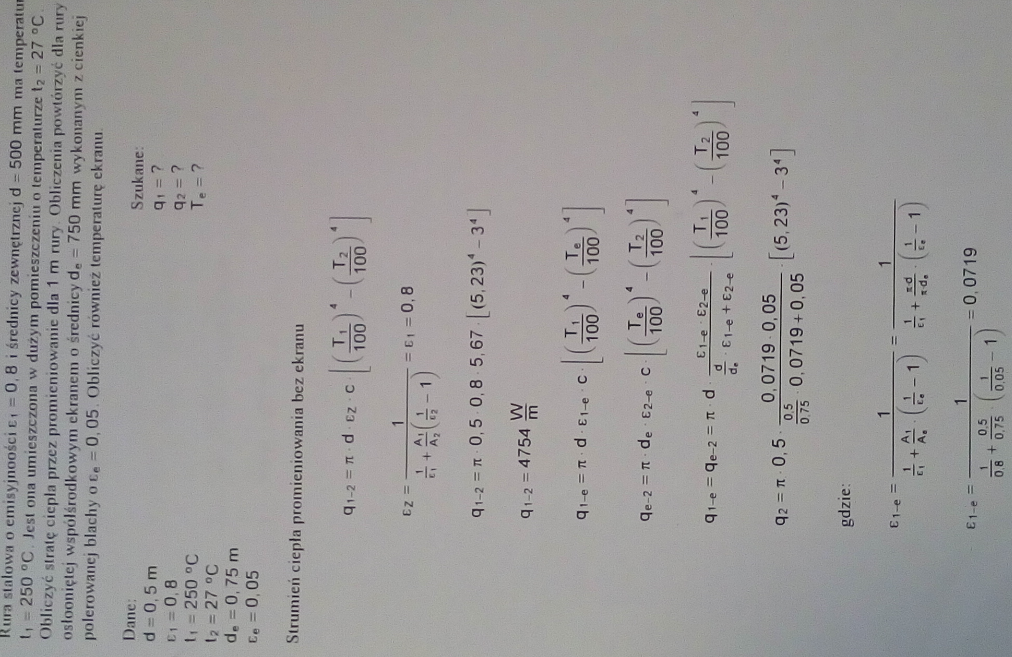 Rura stalowa o emisyjnoości ε₁ = 0,8 i średnicy zewnętrznej d = 500 mm ma
t₁ = 250 °C. Jest ona umieszczona w dużym pomieszczeniu o temperaturze t₂ = 27 °C.
Obliczyć stratę ciepła przez promieniowanie dla 1 m rury. Obliczenia powtórzyć dla rury
osłooniętej współśrodkowym ekranem o średnicy dₑ = 750 mm wykonanym z cienkiej
polerowanej blachy o εₑ = 0,05. Obliczyć również temperaturę ekranu.
Dane:
d = 0,5 m
ε₁ = 0,8
t₁ = 250 °C
t₂ = 27 °C
dₑ = 0,75 m
εₑ = 0,05
Szukane:
q₁ = ?
q₂ = ?
Tₑ = ?
Strumień ciepła promieniowania bez ekranu
q₁₋₂ = π · d · ε_z · c · [(T₁/100)⁴ − (T₂/100)⁴]
ε_z = 1 / (1/ε₁ + A₁/A₂(1/ε₂ − 1)) = ε₁ = 0,8
q₁₋₂ = π · 0,5 · 0,8 · 5,67 · [(5,23)⁴ − 3⁴]
q₁₋₂ = 4754 W/m
q₁₋ₑ = π · d · ε₁₋ₑ · c · [(T₁/100)⁴ − (Tₑ/100)⁴]
qₑ₋₂ = π · dₑ · ε₂₋ₑ · c · [(Tₑ/100)⁴ − (T₂/100)⁴]
q₁₋ₑ = qₑ₋₂ = π · d · (ε₁₋ₑ · ε₂₋ₑ) / (d/dₑ · ε₁₋ₑ + ε₂₋ₑ) · [(T₁/100)⁴ − (T₂/100)⁴]
q₂ = π · 0,5 · (0,0719 · 0,05) / (0,5/0,75 · 0,0719 + 0,05) · [(5,23)⁴ − 3⁴]
gdzie:
ε₁₋ₑ = 1 / (1/ε₁ + A₁/Aₑ · (1/εₑ − 1)) = 1 / (1/ε₁ + πd/πdₑ · (1/εₑ − 1))
ε₁₋ₑ = 1 / (1/0,8 + 0,5/0,75 · (1/0,05 − 1)) = 0,0719